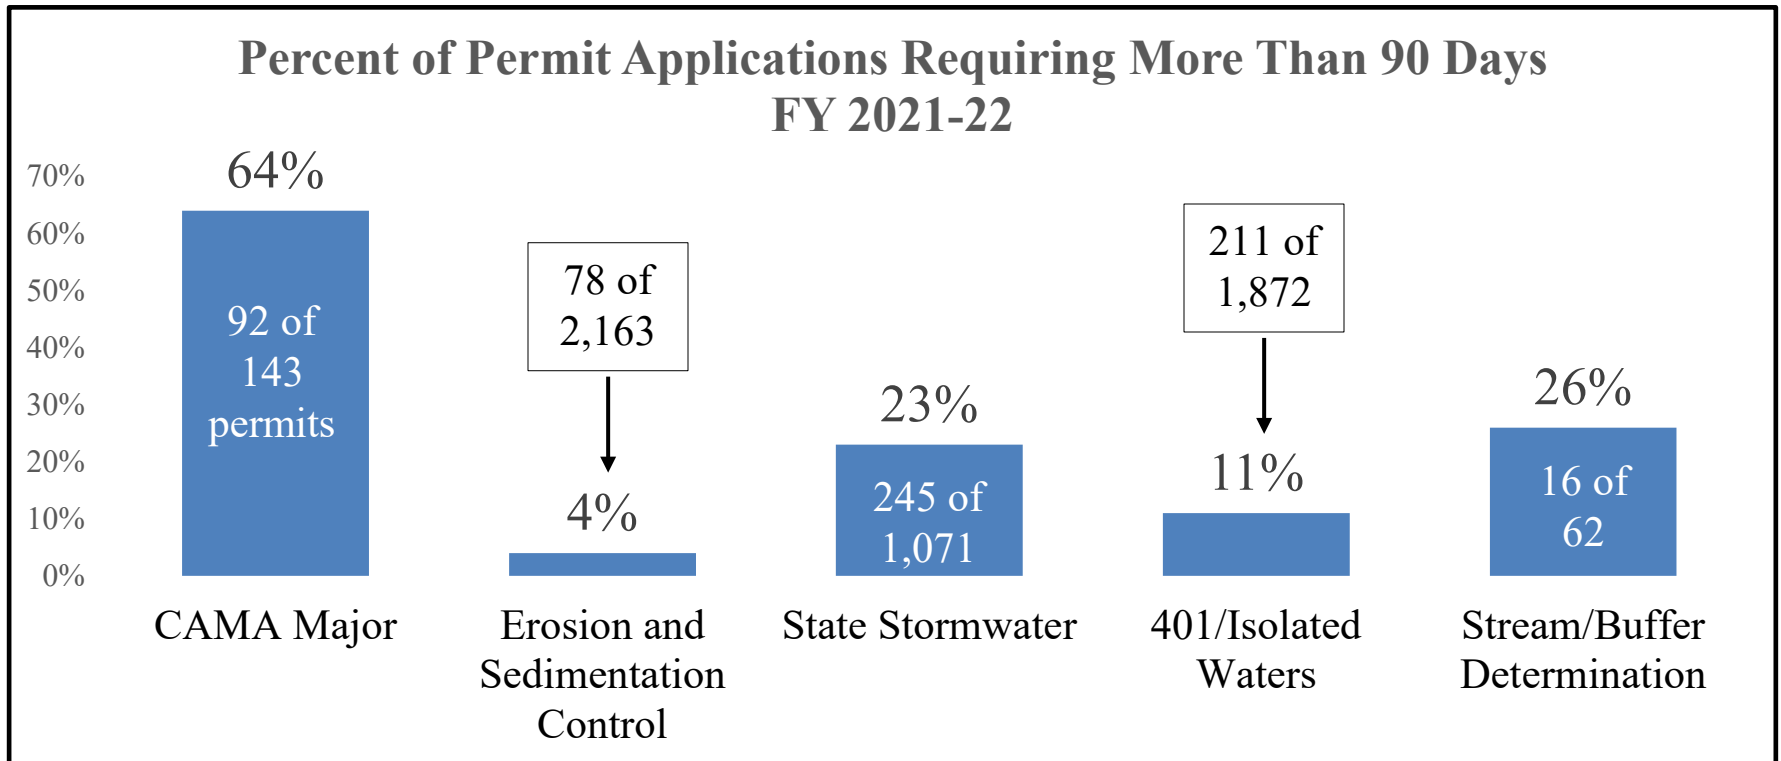 Percent of Permit Applications Requiring More Than 90 Days
FY 2021-22
70%
60%
50%
40%
30%
20%
10%
0%
64%
92 of
143
permits
78 of
2,163
4%
23%
245 of
1,071
211 of
1,872
11%
26%
16 of
62
CAMA Major
Erosion and
Sedimentation
Control
State Stormwater
401/Isolated
Waters
Stream/Buffer
Determination